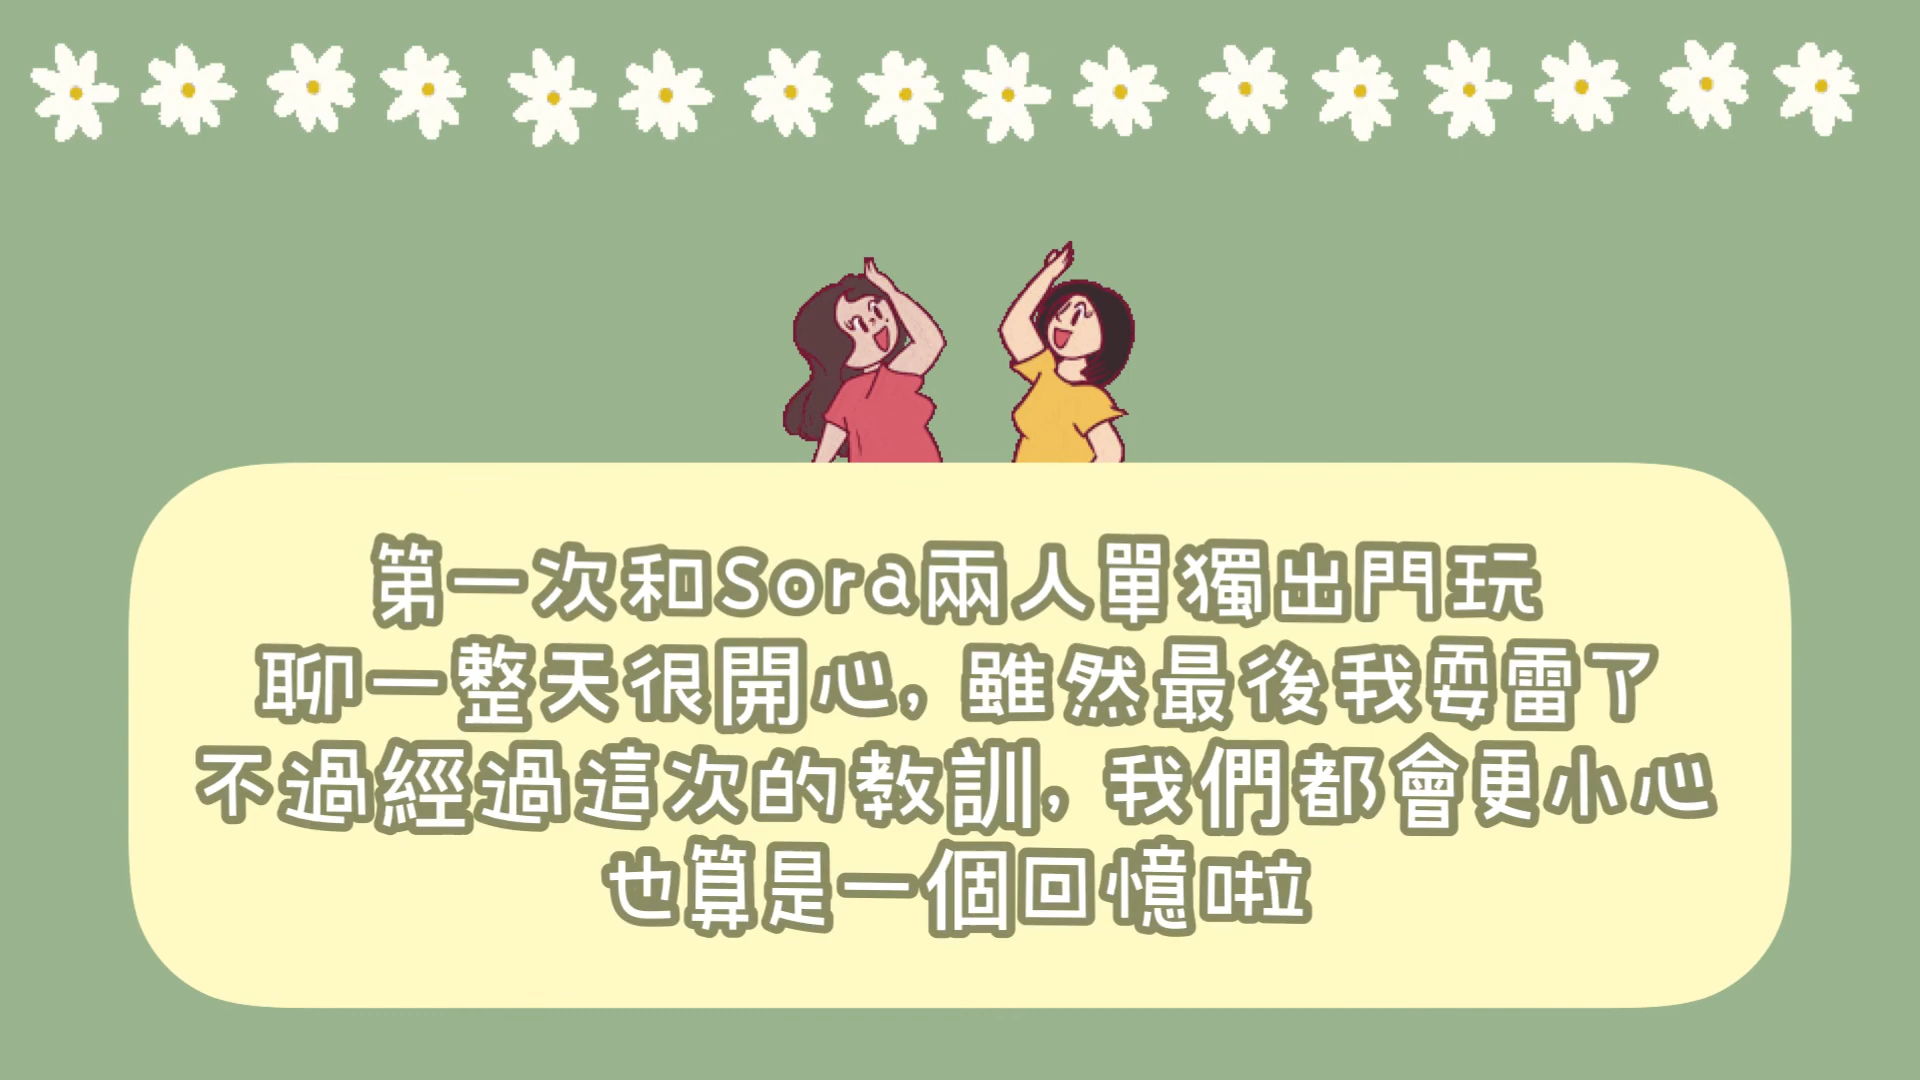 第一次和Sora兩人單獨出門玩
聊一整天很開心, 雖然最後我耍雷了
不過經過這次的教訓, 我們都會更小心
也算是一個回憶啦